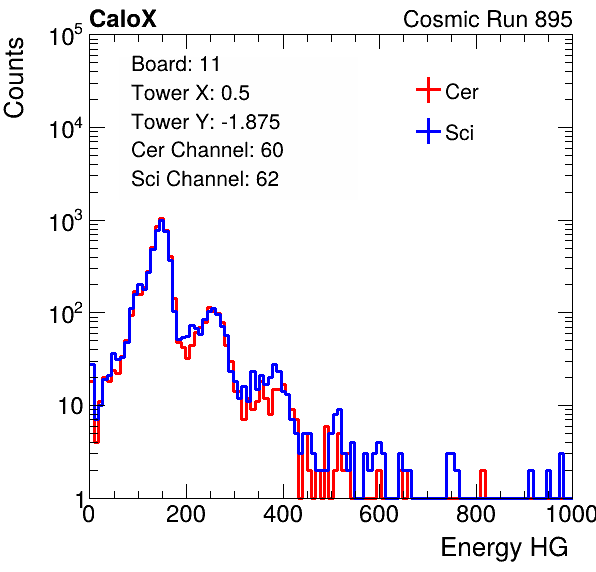 CaloX Cosmic Run 895
Counts
Board: 11
Tower X: 0.5
Tower Y: -1.875
Cer Channel: 60
Sci Channel: 62
Cer
Sci
10^5
10^4
10^3
10^2
10
1
0 200 400 600 800 1000
Energy HG